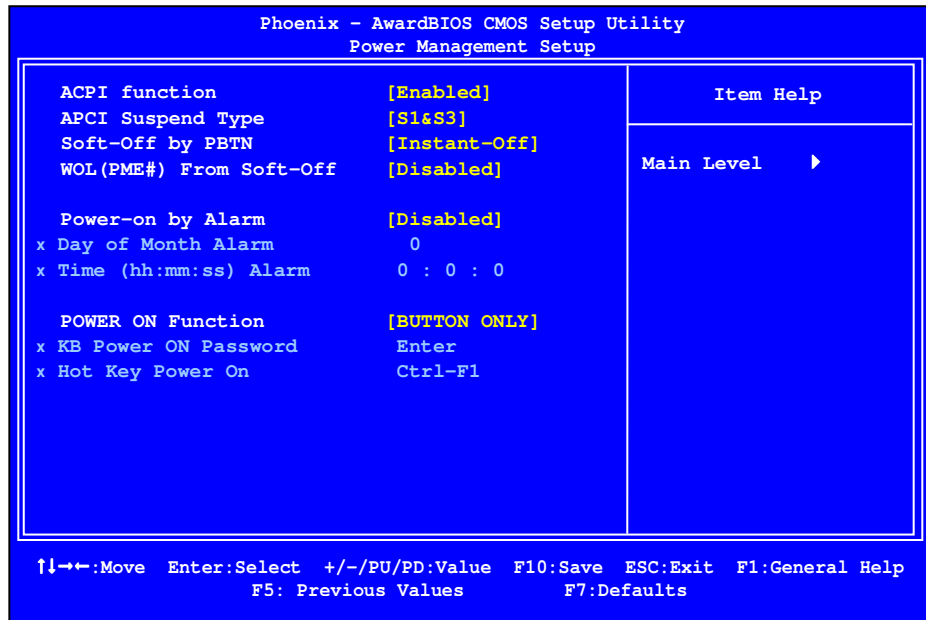 Phoenix - AwardBIOS CMOS Setup Utility
Power Management Setup
ACPI function [Enabled]
APCI Suspend Type [S1&S3]
Soft-Off by PBTN [Instant-Off]
WOL(PME#) From Soft-Off [Disabled]
Power-on by Alarm [Disabled]
x Day of Month Alarm 0
x Time (hh:mm:ss) Alarm 0 : 0 : 0
POWER ON Function [BUTTON ONLY]
x KB Power ON Password Enter
x Hot Key Power On Ctrl-F1
Item Help
Main Level
↑↓→←:Move Enter:Select +/-/PU/PD:Value F10:Save ESC:Exit F1:General Help
F5: Previous Values F7:Defaults